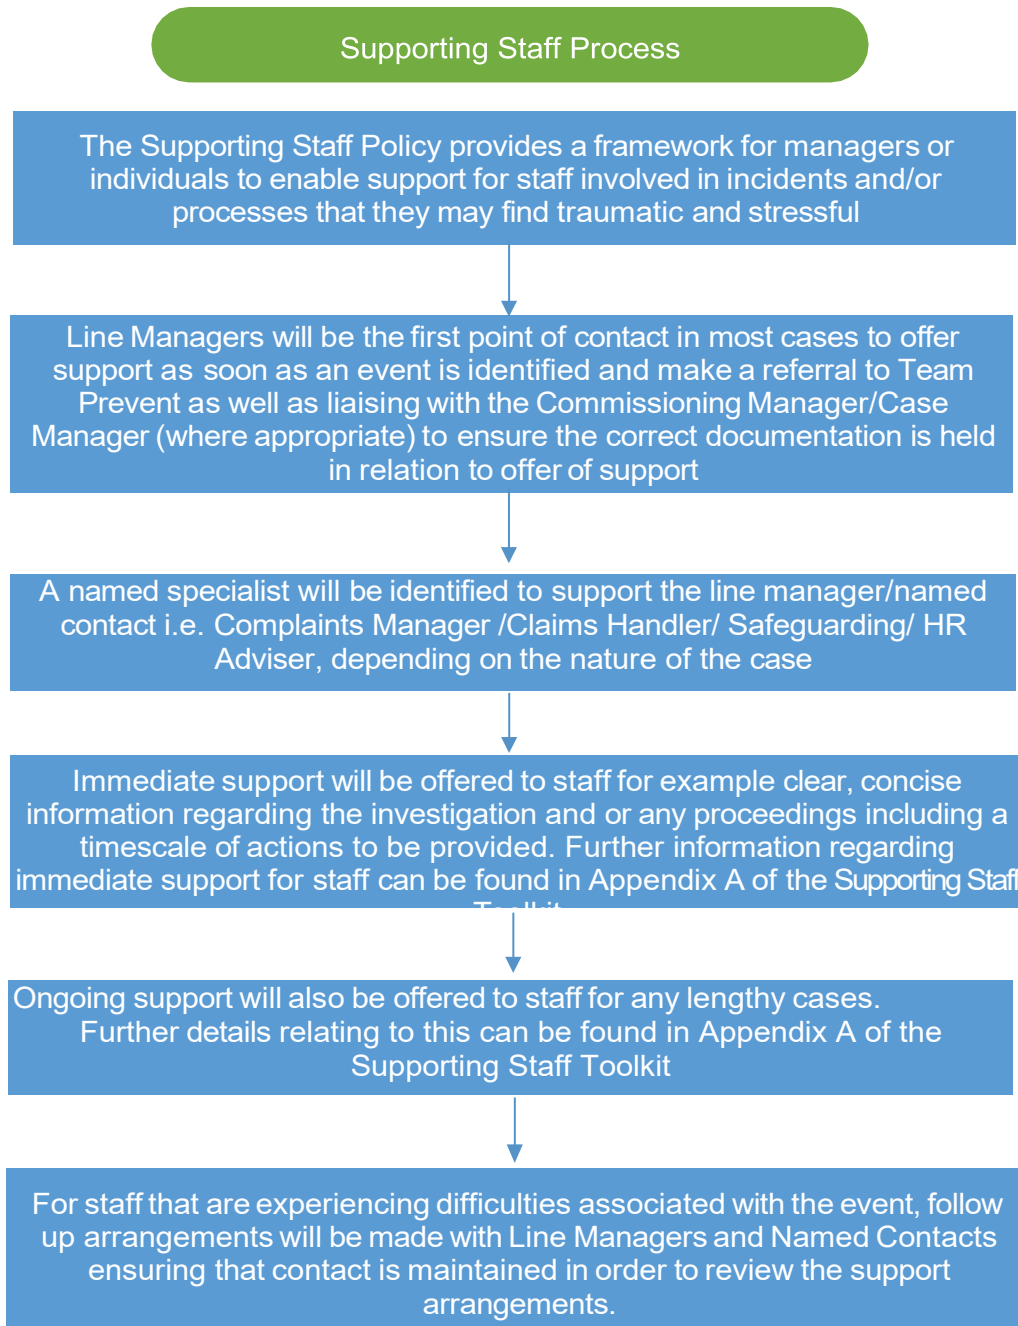 Supporting Staff Process
The Supporting Staff Policy provides a framework for managers or
individuals to enable support for staff involved in incidents and/or
processes that they may find traumatic and stressful
Line Managers will be the first point of contact in most cases to offer
support as soon as an event is identified and make a referral to Team
Prevent as well as liaising with the Commissioning Manager/Case
Manager (where appropriate) to ensure the correct documentation is held
in relation to offer of support
A named specialist will be identified to support the line manager/named
contact i.e. Complaints Manager /Claims Handler/ Safeguarding/ HR
Adviser, depending on the nature of the case
Immediate support will be offered to staff for example clear, concise
information regarding the investigation and or any proceedings including a
timescale of actions to be provided. Further information regarding
immediate support for staff can be found in Appendix A of the Supporting Staff
Toolkit
Ongoing support will also be offered to staff for any lengthy cases.
Further details relating to this can be found in Appendix A of the
Supporting Staff Toolkit
For staff that are experiencing difficulties associated with the event, follow
up arrangements will be made with Line Managers and Named Contacts
ensuring that contact is maintained in order to review the support
arrangements.